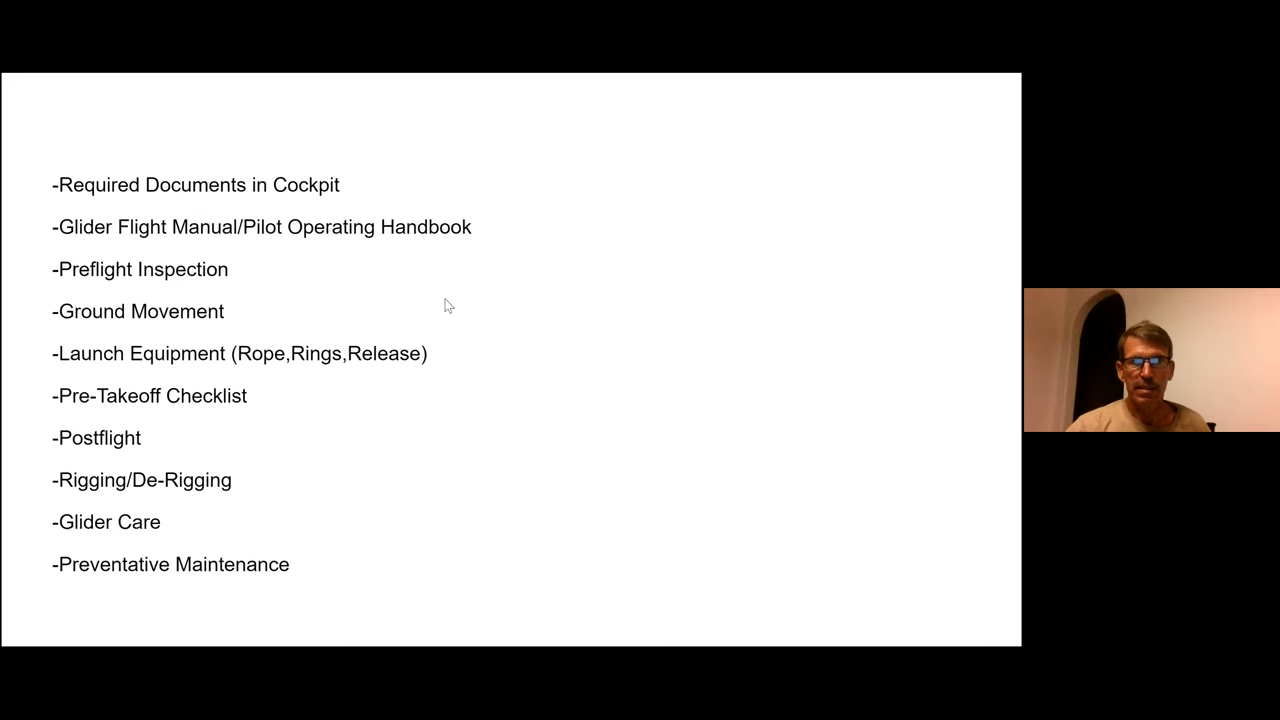 -Required Documents in Cockpit
-Glider Flight Manual/Pilot Operating Handbook
-Preflight Inspection
-Ground Movement
-Launch Equipment (Rope,Rings,Release)
-Pre-Takeoff Checklist
-Postflight
-Rigging/De-Rigging
-Glider Care
-Preventative Maintenance